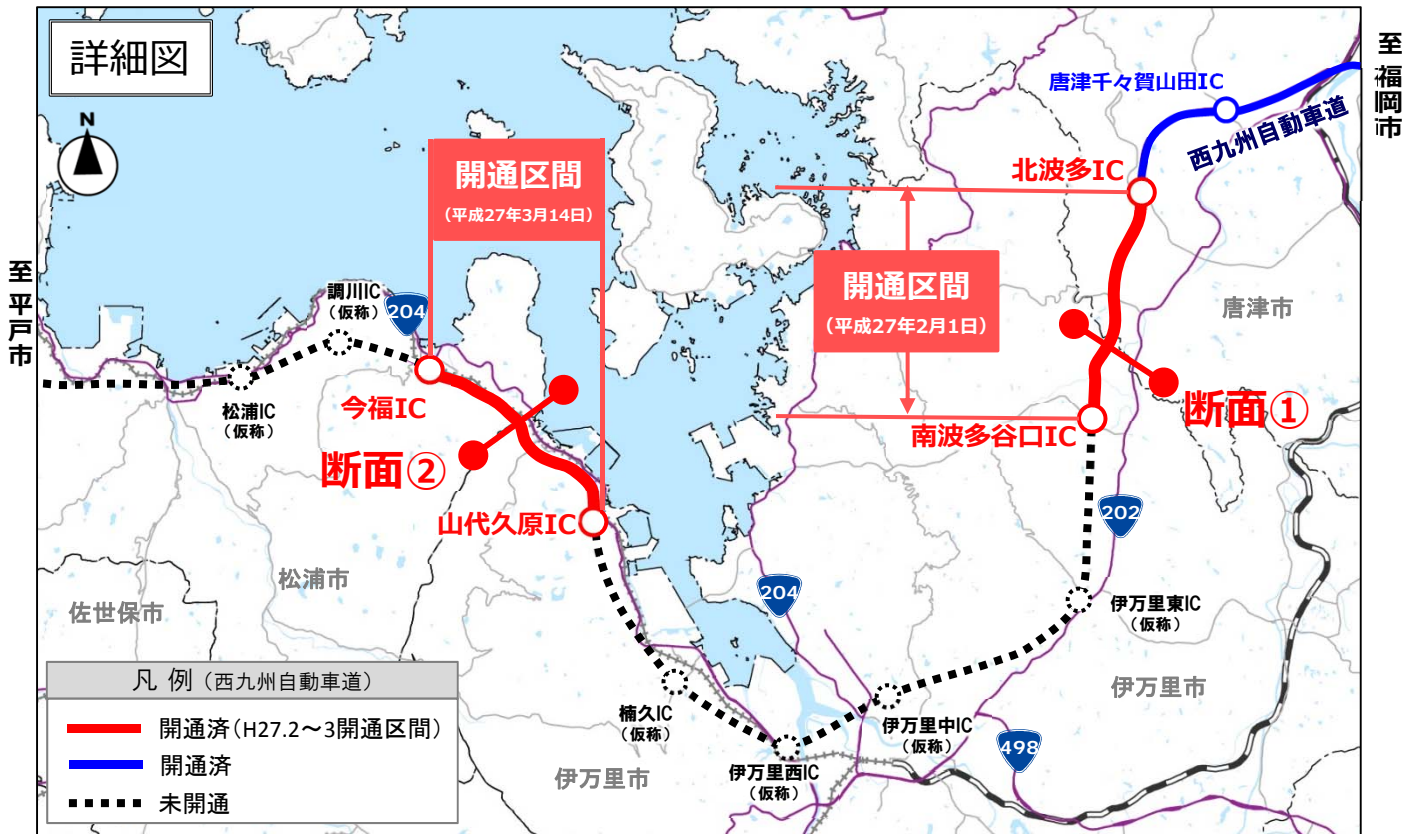 詳細図
N
至福岡市
唐津千々賀山田IC
西九州自動車道
北波多IC
開通区間
（平成27年3月14日）
開通区間
（平成27年2月1日）
至平戸市
調川IC
（仮称）
204
唐津市
松浦IC
（仮称）
今福IC
断面①
断面②
南波多谷口IC
山代久原IC
202
松浦市
佐世保市
204
伊万里東IC
（仮称）
伊万里市
楠久IC
（仮称）
伊万里中IC
（仮称）
498
伊万里西IC
（仮称）
伊万里市
凡 例（西九州自動車道）
開通済（H27.2～3開通区間）
開通済
未開通